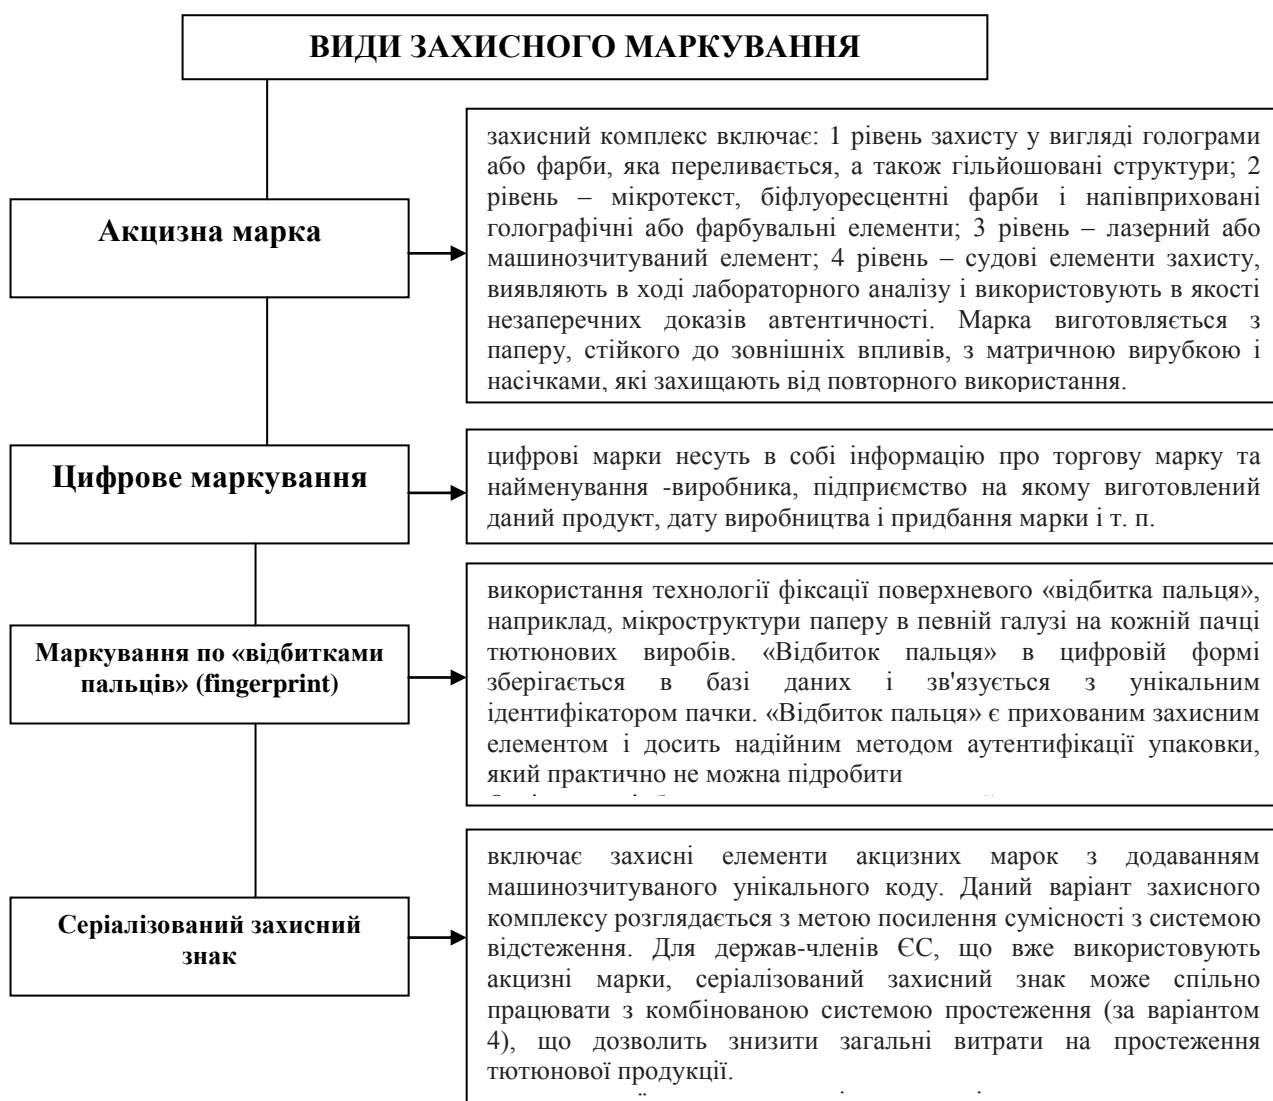 ВИДИ ЗАХИСНОГО МАРКУВАННЯ
Акцизна марка
захисний комплекс включає: 1 рівень захисту у вигляді голограми
або фарби, яка переливається, а також гільйошовані структури; 2
рівень – мікротекст, біфлуоресцентні фарби і напівприховані
голографічні або фарбувальні елементи; 3 рівень – лазерний або
машинозчитуваний елемент; 4 рівень – судові елементи захисту,
виявляють в ході лабораторного аналізу і використовують в якості
незаперечних доказів автентичності. Марка виготовляється з
паперу, стійкого до зовнішніх впливів, з матричною вирубкою і
насічками, які захищають від повторного використання.
Цифрове маркування
цифрові марки несуть в собі інформацію про торгову марку та
найменування -виробника, підприємство на якому виготовлений
даний продукт, дату виробництва і придбання марки і т. п.
Маркування по «відбитками
пальців» (fingerprint)
використання технології фіксації поверхневого «відбитка пальця»,
наприклад, мікроструктури паперу в певній галузі на кожній пачці
тютюнових виробів. «Відбиток пальця» в цифровій формі
зберігається в базі даних і зв'язується з унікальним
ідентифікатором пачки. «Відбиток пальця» є прихованим захисним
елементом і досить надійним методом аутентифікації упаковки,
який практично не можна підробити
Серіалізований захисний
знак
включає захисні елементи акцизних марок з додаванням
машинозчитуваного унікального коду. Даний варіант захисного
комплексу розглядається з метою посилення сумісності з системою
відстеження. Для держав-членів ЄС, що вже використовують
акцизні марки, серіалізований захисний знак може спільно
працювати з комбінованою системою простеження (за варіантом
4), що дозволить знизити загальні витрати на простеження
тютюнової продукції.